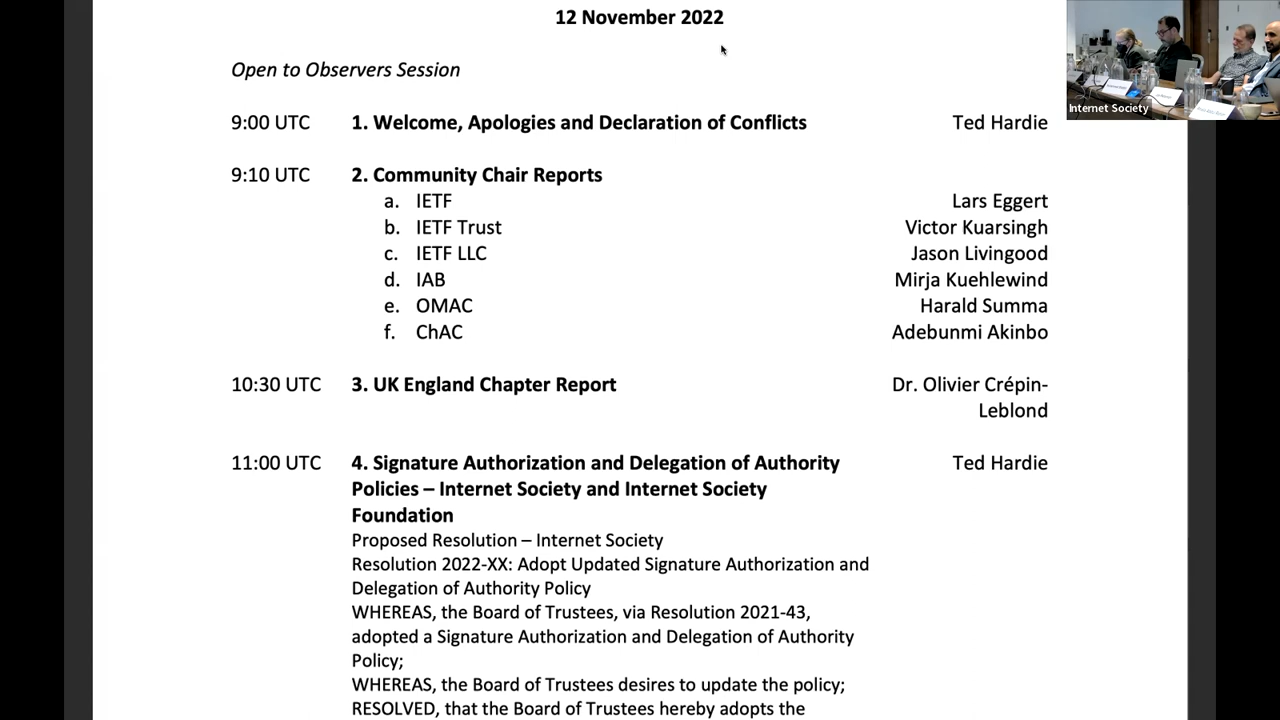 12 November 2022
Open to Observers Session
9:00 UTC 1. Welcome, Apologies and Declaration of Conflicts Ted Hardie
9:10 UTC 2. Community Chair Reports
a. IETF Lars Eggert
b. IETF Trust Victor Kuarsingh
c. IETF LLC Jason Livingood
d. IAB Mirja Kuehlewind
e. OMAC Harald Summa
f. ChAC Adebunmi Akinbo
10:30 UTC 3. UK England Chapter Report Dr. Olivier Crépin-
Leblond
11:00 UTC 4. Signature Authorization and Delegation of Authority Ted Hardie
Policies – Internet Society and Internet Society
Foundation
Proposed Resolution – Internet Society
Resolution 2022-XX: Adopt Updated Signature Authorization and
Delegation of Authority Policy
WHEREAS, the Board of Trustees, via Resolution 2021-43,
adopted a Signature Authorization and Delegation of Authority
Policy;
WHEREAS, the Board of Trustees desires to update the policy;
RESOLVED, that the Board of Trustees hereby adopts the
Internet Society